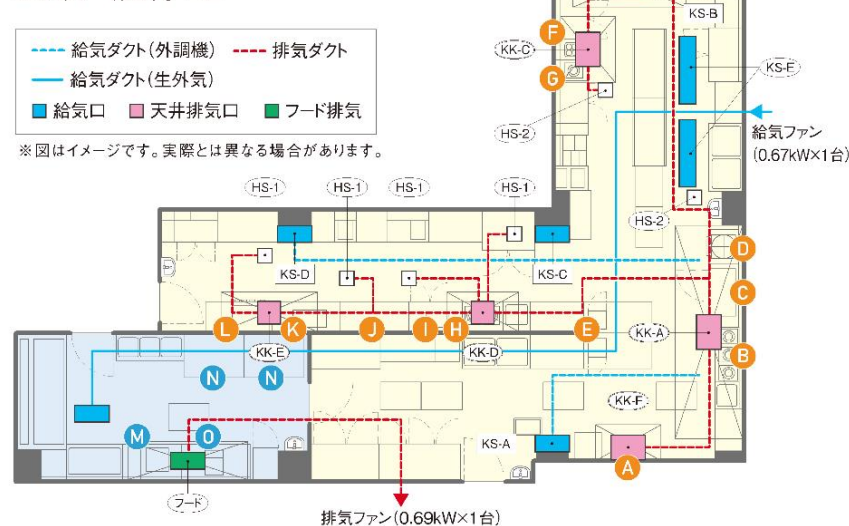 給気ダクト(外調機) 排気ダクト
給気ダクト(生外気)
給気口 天井排気口 フード排気
※図はイメージです。実際とは異なる場合があります。
KS-B
F
KK-C
G
KS-E
HS-2
給気ファン
(0.67kW×1台)
HS-1 HS-1 HS-1 HS-1
HS-2
D
KS-D KS-C
C
L K J I H E KK-A
B
KK-E KK-D
N N
KK-F
M O
KS-A
A
フード
排気ファン(0.69kW×1台)